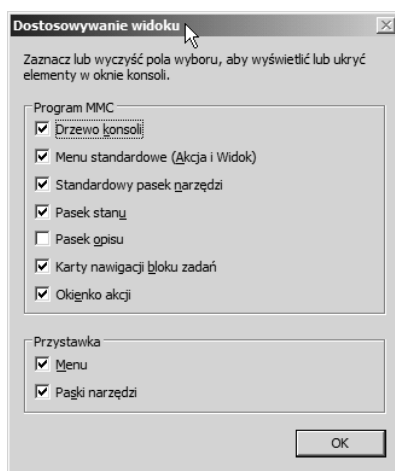 Dostosowywanie widoku
Zaznacz lub wyczyść pola wyboru, aby wyświetlić lub ukryć
elementy w oknie konsoli.
Program MMC
Drzewo konsoli
Menu standardowe (Akcja i Widok)
Standardowy pasek narzędzi
Pasek stanu
Pasek opisu
Karty nawigacji bloku zadań
Okienko akcji
Przystawka
Menu
Paski narzędzi
OK